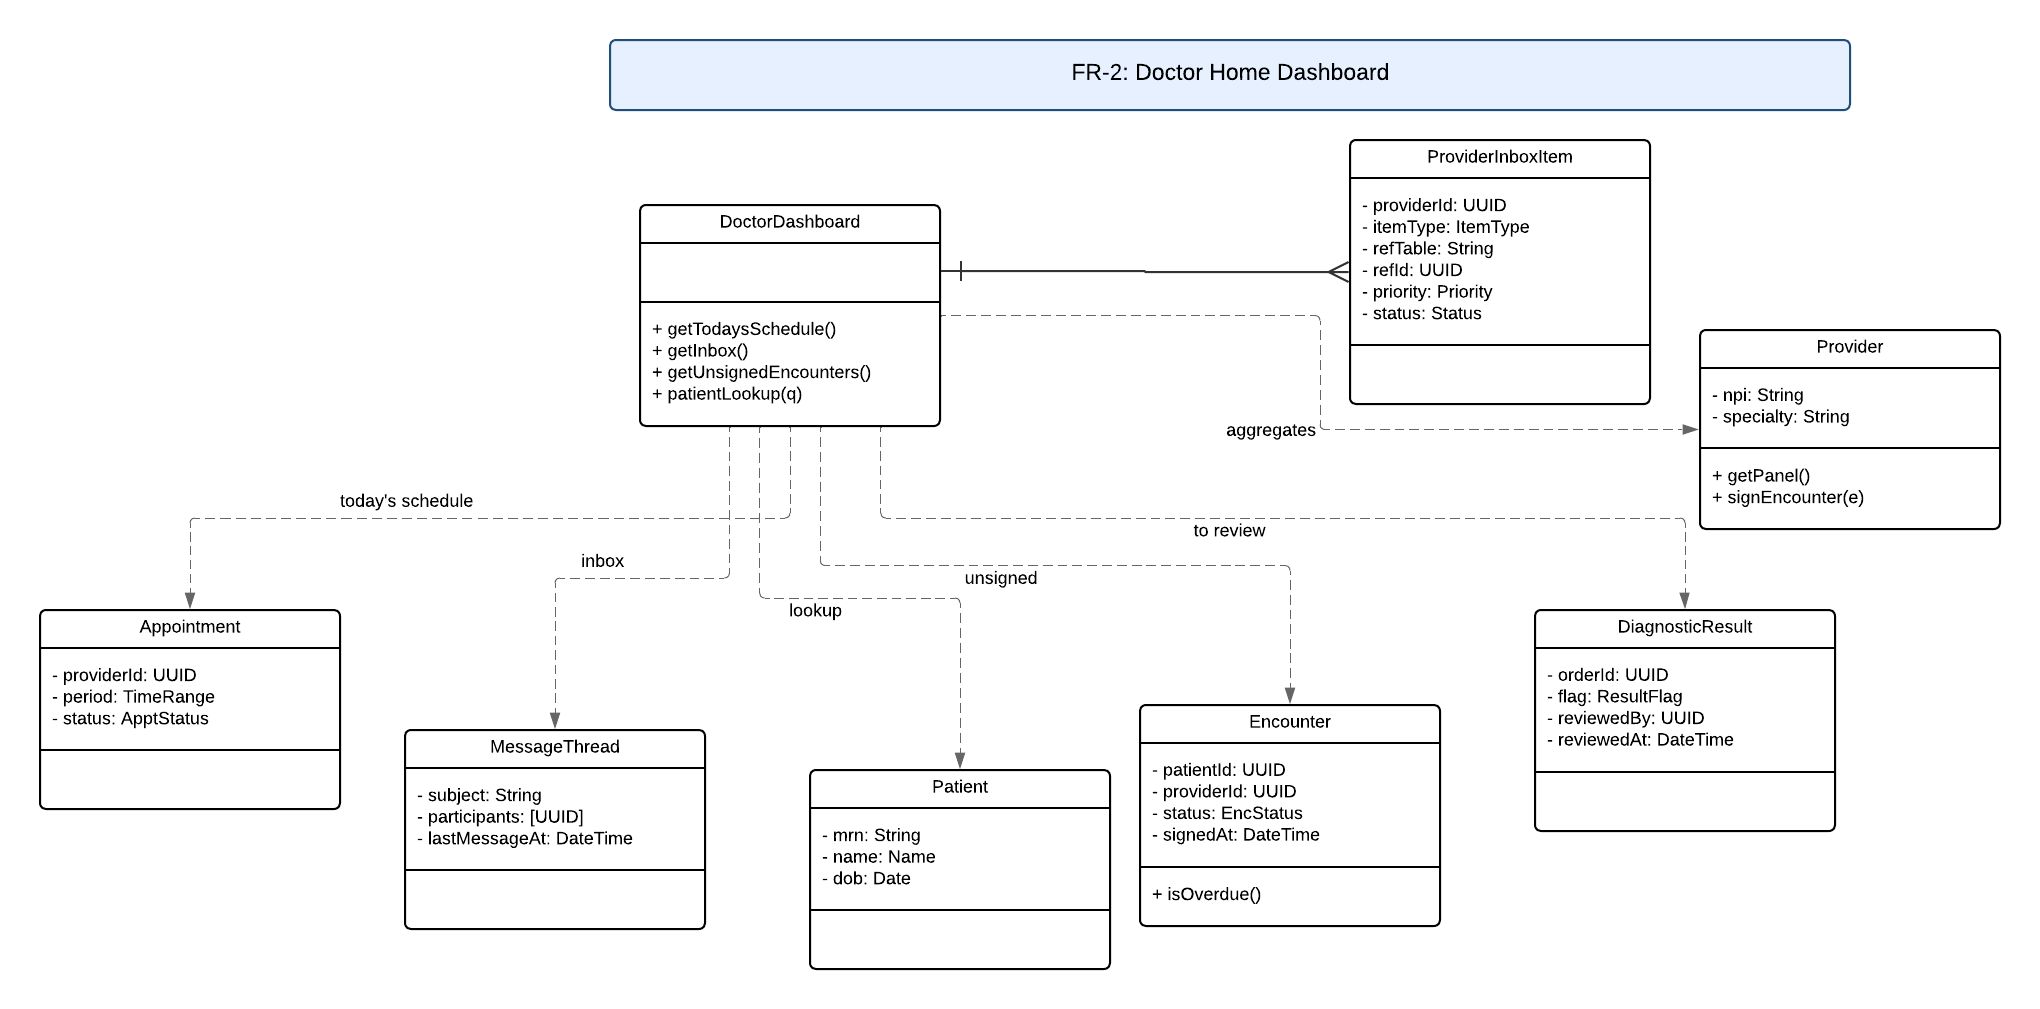 FR-2: Doctor Home Dashboard
ProviderInboxItem
- providerId: UUID
- itemType: ItemType
- refTable: String
- refId: UUID
- priority: Priority
- status: Status
DoctorDashboard
+ getTodaysSchedule()
+ getInbox()
+ getUnsignedEncounters()
+ patientLookup(q)
Provider
- npi: String
- specialty: String
+ getPanel()
+ signEncounter(e)
aggregates
today's schedule
to review
inbox
unsigned
lookup
Appointment
- providerId: UUID
- period: TimeRange
- status: ApptStatus
MessageThread
- subject: String
- participants: [UUID]
- lastMessageAt: DateTime
Patient
- mrn: String
- name: Name
- dob: Date
Encounter
- patientId: UUID
- providerId: UUID
- status: EncStatus
- signedAt: DateTime
+ isOverdue()
DiagnosticResult
- orderId: UUID
- flag: ResultFlag
- reviewedBy: UUID
- reviewedAt: DateTime